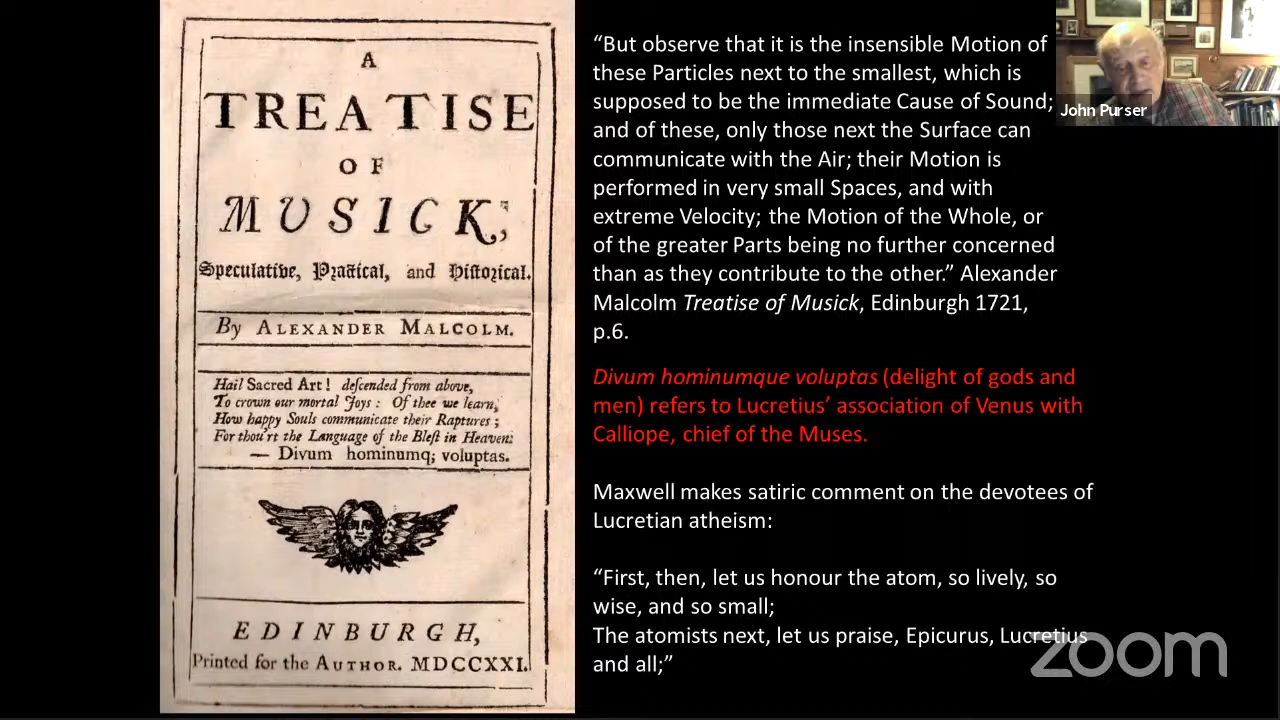 A
TREATISE
OF
MUSICK,
Speculative, Practical, and Historical.
By ALEXANDER MALCOLM.
Hail Sacred Art! deſcended from above,
To crown our mortal Joys: Of thee we learn,
How happy Souls communicate their Raptures;
For thou'rt the Language of the Bleſt in Heaven:
— Divum hominumq; voluptas.
EDINBURGH,
Printed for the AUTHOR. MDCCXXI.
“But observe that it is the insensible Motion of
these Particles next to the smallest, which is
supposed to be the immediate Cause of Sound;
and of these, only those next the Surface can
communicate with the Air; their Motion is
performed in very small Spaces, and with
extreme Velocity; the Motion of the Whole, or
of the greater Parts being no further concerned
than as they contribute to the other.” Alexander
Malcolm Treatise of Musick, Edinburgh 1721,
p.6.
Divum hominumque voluptas (delight of gods and
men) refers to Lucretius’ association of Venus with
Calliope, chief of the Muses.
Maxwell makes satiric comment on the devotees of
Lucretian atheism:
“First, then, let us honour the atom, so lively, so
wise, and so small;
The atomists next, let us praise, Epicurus, Lucretius
and all;”
John Purser
zoom